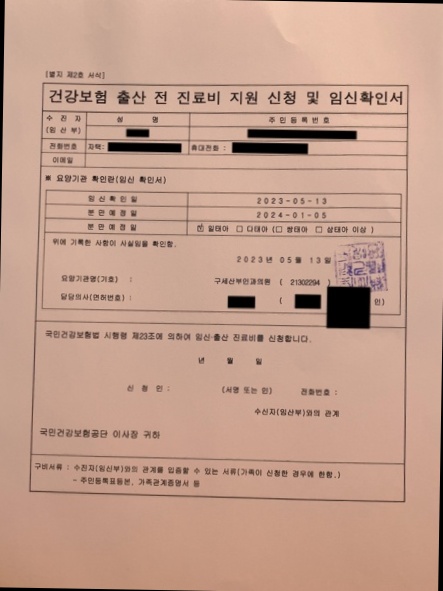 [별지 제2호 서식]
건강보험 출산 전 진료비 지원 신청 및 임신확인서
수 진 자
(임 산 부)
성 명
주 민 등 록 번 호
전화번호
자택:
휴대전화 :
이메일
※ 요양기관 확인란(임신 확인서)
임 신 확 인 일
2023-05-13
분 만 예 정 일
2024-01-05
분 만 예 정 일
☑ 일태아 □ 다태아 (□ 쌍태아 □ 삼태아 이상 )
위에 기록한 사항이 사실임을 확인함.
2023년 05월 13일
요양기관명(기호) : 구세산부인과의원 ( 21302294 )
담당의사(면허번호) : ( 인)
국민건강보험법 시행령 제23조에 의하여 임신·출산 진료비를 신청합니다.
년 월 일
신 청 인 : (서명 또는 인) 전화번호 :
수신자(임산부)와의 관계
국민건강보험공단 이사장 귀하
구비서류 : 수진자(임산부)와의 관계를 입증할 수 있는 서류(가족이 신청한 경우에 한함.)
- 주민등록표등본, 가족관계증명서 등